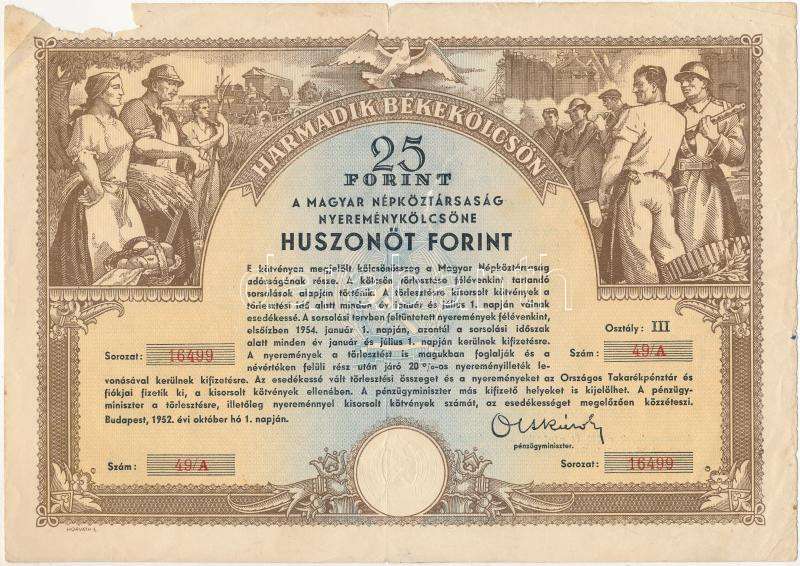 HARMADIK BÉKEKÖLCSÖN
25
FORINT
A MAGYAR NÉPKÖZTÁRSASÁG
NYEREMÉNYKÖLCSÖNE
HUSZONÖT FORINT
E kötvényen megjelölt kölcsönösszeg a Magyar Népköztársaság
adósságának része. A kölcsön törlesztése félévenkint tartandó
sorsolások alapján történik. A törlesztésre kisorsolt kötvények a
törlesztési idő alatt minden év január és július 1. napján válnak
esedékessé. A sorsolási tervben feltüntetett nyeremények félévenkint,
elsőízben 1954. január 1. napján, azontúl a sorsolási időszak
alatt minden év január és július 1. napján kerülnek kifizetésre.
A nyeremények a törlesztést is magukban foglalják és a
névértéken felüli rész után járó 20%-os nyereményilleték le-
vonásával kerülnek kifizetésre. Az esedékessé vált törlesztési összeget és a nyereményeket az Országos Takarékpénztár és
fiókjai fizetik ki, a kisorsolt kötvények ellenében. A pénzügyminiszter más kifizető helyeket is kijelölhet. A pénzügy-
miniszter a törlesztésre, illetőleg nyereménnyel kisorsolt kötvények számát, az esedékességet megelőzően közzéteszi.
Budapest, 1952. évi október hó 1. napján.
Osztály: III
Sorozat: 16499
Szám: 49/A
Olt Károly
pénzügyminiszter.
Szám: 49/A
Sorozat: 16499
HORVÁTH E.